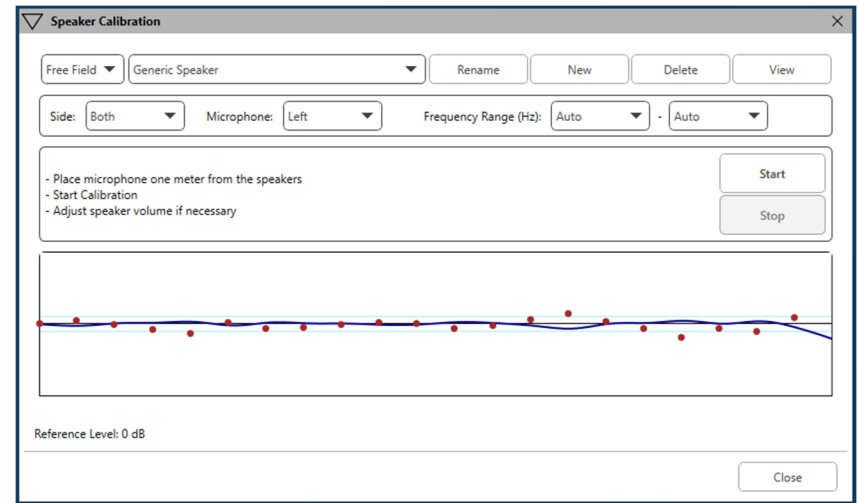 Speaker Calibration
Free Field Generic Speaker Rename New Delete View
Side: Both Microphone: Left Frequency Range (Hz): Auto - Auto
- Place microphone one meter from the speakers
- Start Calibration
- Adjust speaker volume if necessary
Start
Stop
Reference Level: 0 dB
Close